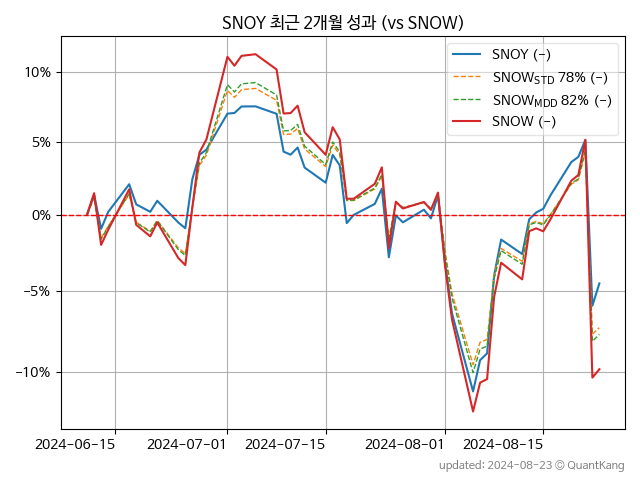 SNOY 최근 2개월 성과 (vs SNOW)
SNOY (−)
SNOWSTD 78% (−)
SNOWMDD 82% (−)
SNOW (−)
10%
5%
0%
−5%
−10%
2024-06-15 2024-07-01 2024-07-15 2024-08-01 2024-08-15
updated: 2024-08-23 © QuantKang